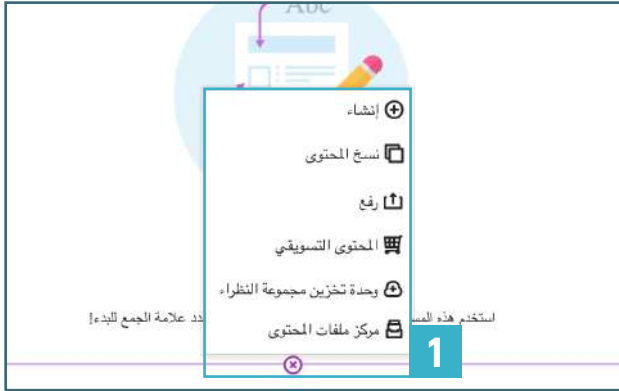 Abc
إنشاء
نسخ المحتوى
رفع
المحتوى التسويقي
وحدة تخزين مجموعة النظراء
استخدم هذه المس
دد علامة الجمع للبدء!
مركز ملفات المحتوى
1